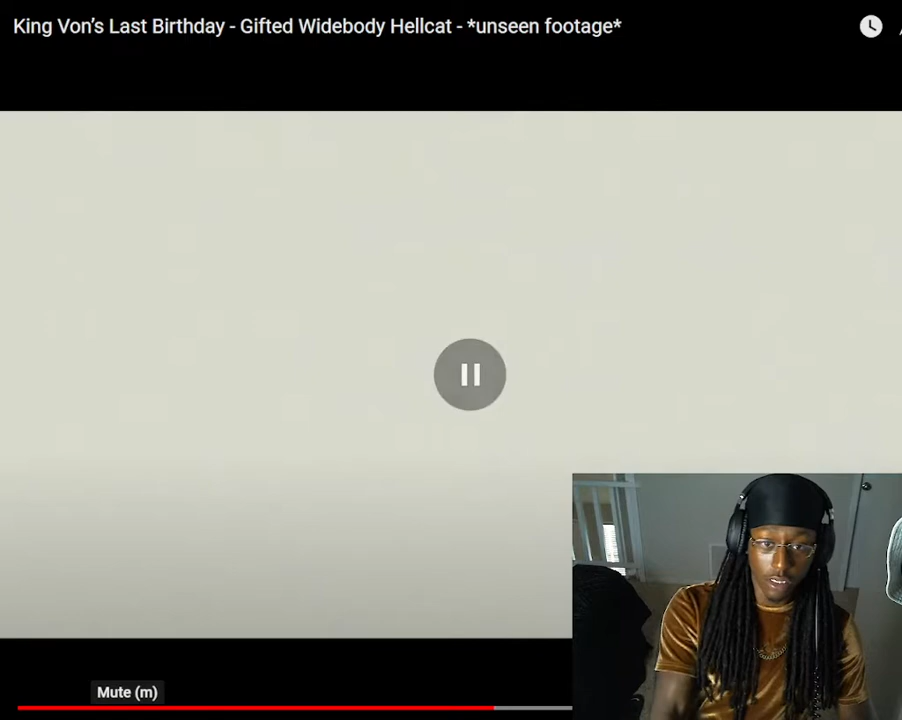 King Von’s Last Birthday - Gifted Widebody Hellcat - *unseen footage*
Mute (m)